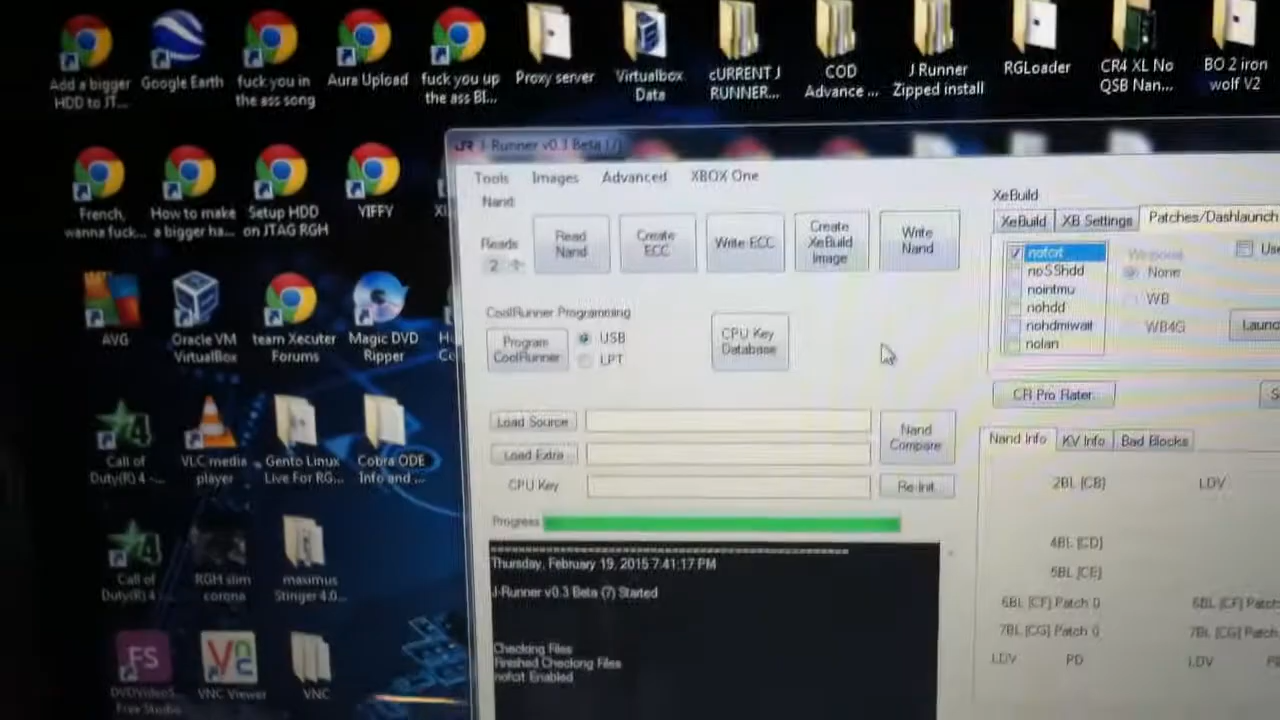 Add a bigger
HDD to JT...
Google Earth
fuck you in
the ass song
Aura Upload
fuck you up
the ass Bl...
Proxy server
Virtualbox
Data
cURRENT J
RUNNER...
COD
Advance ...
J Runner
Zipped install
RGLoader
CR4 XL No
QSB Nan...
BO 2 iron
wolf V2
French,
wanna fuck...
How to make
a bigger ha...
Setup HDD
on JTAG RGH
YIFFY
AVG
Oracle VM
VirtualBox
team Xecuter
Forums
Magic DVD
Ripper
Call of
Duty(R) 4 -...
VLC media
player
Gento Linux
Live For RG...
Cobra ODE
Info and ...
Call of
Duty(R) 4 ...
RGH slim
corona
maximus
Stinger 4.0...
FS
DVDVideoS...
Free Studio
VNC Viewer
VNC
J-Runner v0.3 Beta (7)
Tools Images Advanced XBOX One
Nand
Reads
2
Read
Nand
Create
ECC
Write ECC
Create
XeBuild
Image
Write
Nand
CoolRunner Programming
Program
CoolRunner
USB
LPT
CPU Key
Database
Load Source
Load Extra
CPU Key
Nand
Compare
Re-Init
Progress
XeBuild
XeBuild XB Settings Patches/Dashlaunch
nofcrt
noSShdd
nointmu
nohdd
nohdmiwait
nolan
None
WB
WB4G
Use
Launc
CR Pro Rater
Nand Info KV Info Bad Blocks
2BL [CB] LDV
4BL [CD]
5BL [CE]
6BL [CF] Patch 0 6BL [CF] Patch
7BL [CG] Patch 0 7BL [CG] Patch
LDV PD LDV
Thursday, February 19, 2015 7:41:17 PM
J-Runner v0.3 Beta (7) Started
Checking Files
Finished Checking Files
nofcrt Enabled